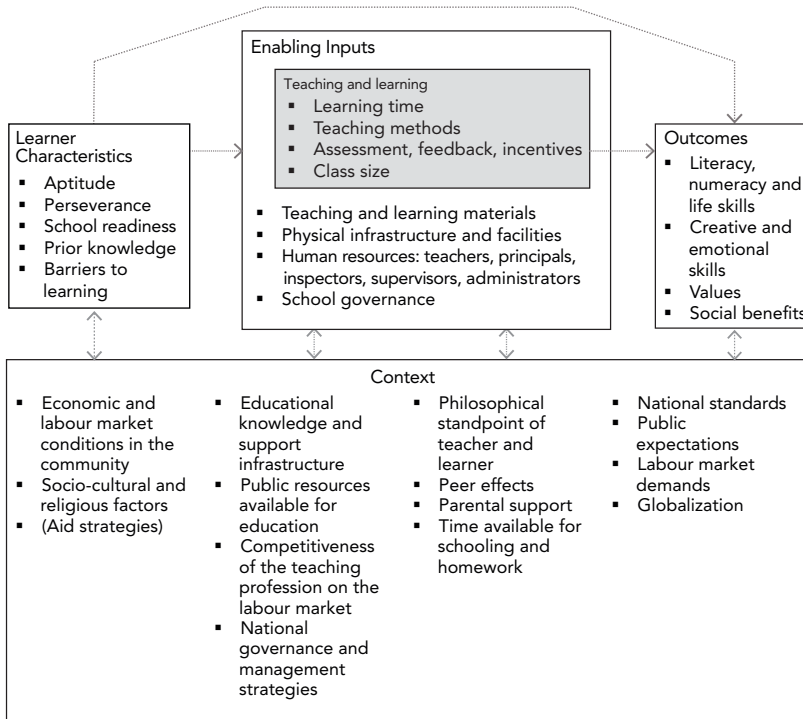 Enabling Inputs
Teaching and learning
▪ Learning time
▪ Teaching methods
▪ Assessment, feedback, incentives
▪ Class size
▪ Teaching and learning materials
▪ Physical infrastructure and facilities
▪ Human resources: teachers, principals,
inspectors, supervisors, administrators
▪ School governance
Learner
Characteristics
▪ Aptitude
▪ Perseverance
▪ School readiness
▪ Prior knowledge
▪ Barriers to
learning
Outcomes
▪ Literacy,
numeracy and
life skills
▪ Creative and
emotional
skills
▪ Values
▪ Social benefits
Context
▪ Economic and
labour market
conditions in the
community
▪ Socio-cultural and
religious factors
▪ (Aid strategies)
▪ Educational
knowledge and
support
infrastructure
▪ Public resources
available for
education
▪ Competitiveness
of the teaching
profession on the
labour market
▪ National
governance and
management
strategies
▪ Philosophical
standpoint of
teacher and
learner
▪ Peer effects
▪ Parental support
▪ Time available for
schooling and
homework
▪ National standards
▪ Public
expectations
▪ Labour market
demands
▪ Globalization